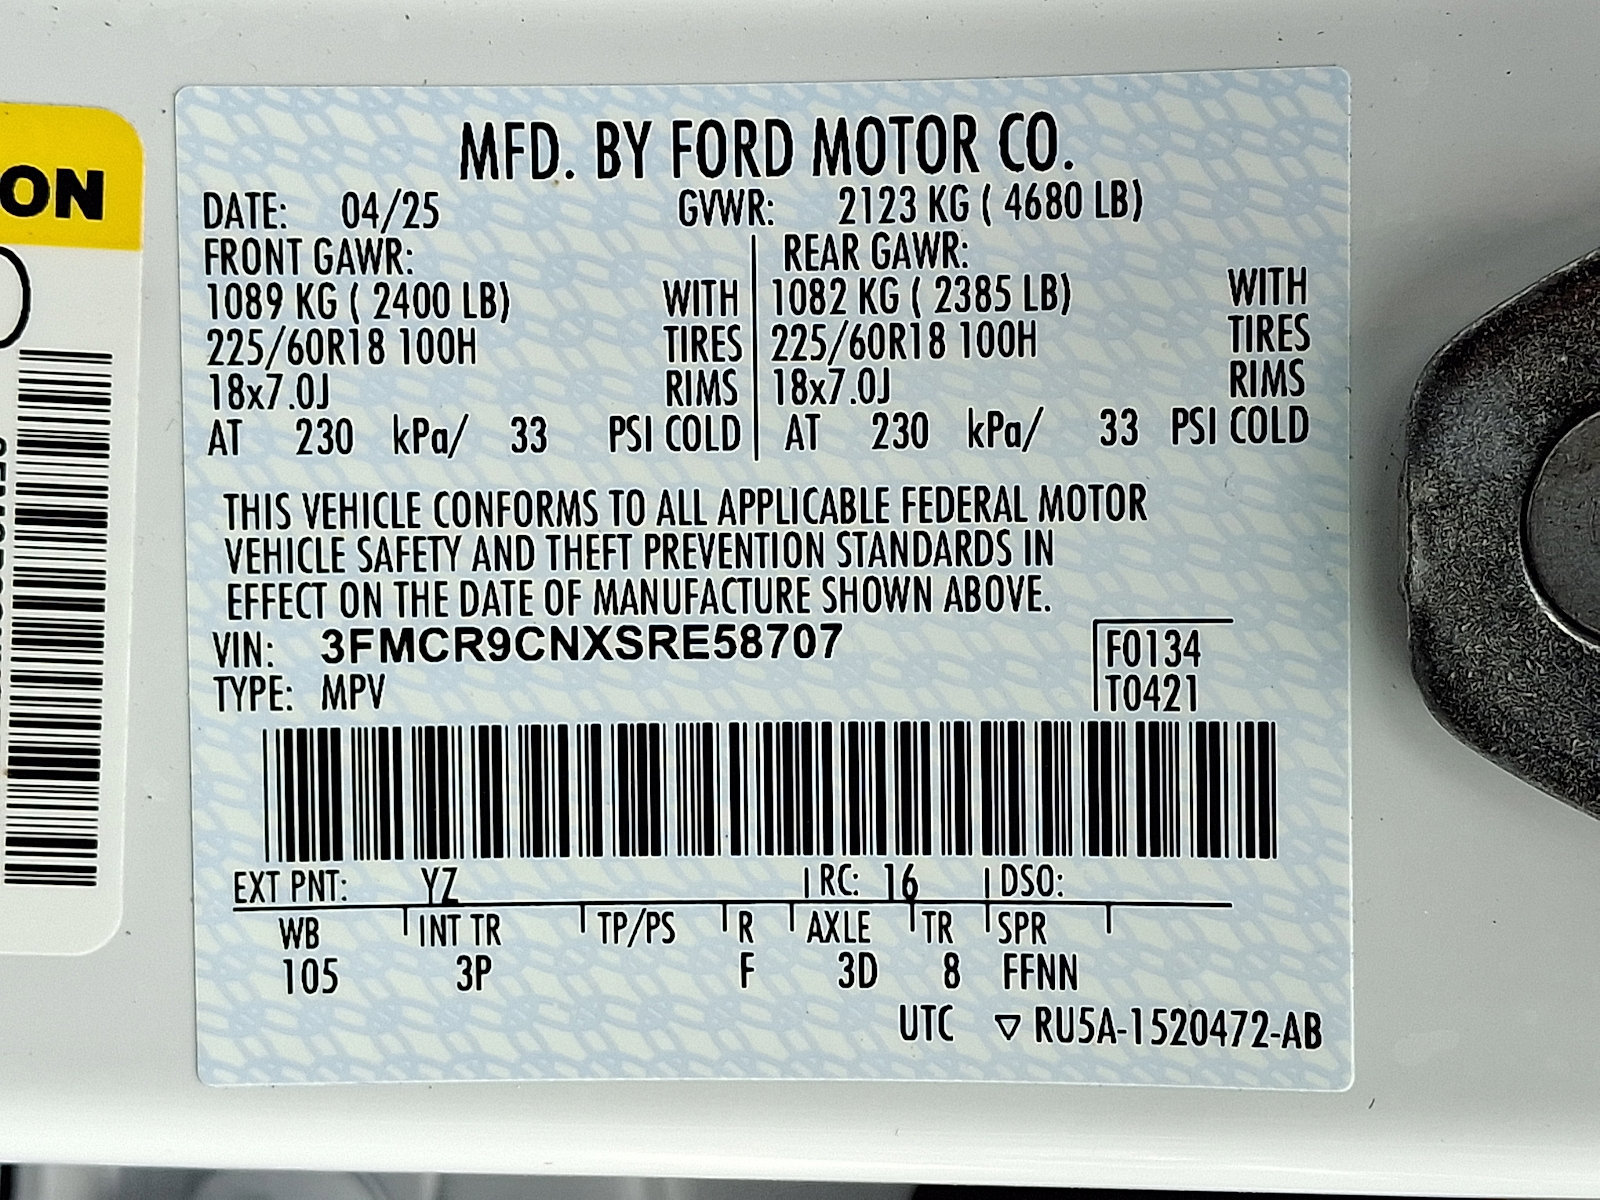 ON
MFD. BY FORD MOTOR CO.
DATE: 04/25 GVWR: 2123 KG ( 4680 LB)
FRONT GAWR: REAR GAWR:
1089 KG ( 2400 LB) WITH 1082 KG ( 2385 LB) WITH
225/60R18 100H TIRES 225/60R18 100H TIRES
18x7.0J RIMS 18x7.0J RIMS
AT 230 kPa/ 33 PSI COLD AT 230 kPa/ 33 PSI COLD
THIS VEHICLE CONFORMS TO ALL APPLICABLE FEDERAL MOTOR
VEHICLE SAFETY AND THEFT PREVENTION STANDARDS IN
EFFECT ON THE DATE OF MANUFACTURE SHOWN ABOVE.
VIN: 3FMCR9CNXSRE58707 F0134
TYPE: MPV T0421
EXT PNT: YZ RC: 16 DSO:
WB INT TR TP/PS R AXLE TR SPR
105 3P F 3D 8 FFNN
UTC ▽ RU5A-1520472-AB